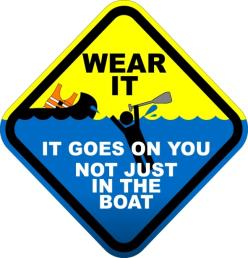 WEAR
IT
IT GOES ON YOU
NOT JUST
IN THE
BOAT